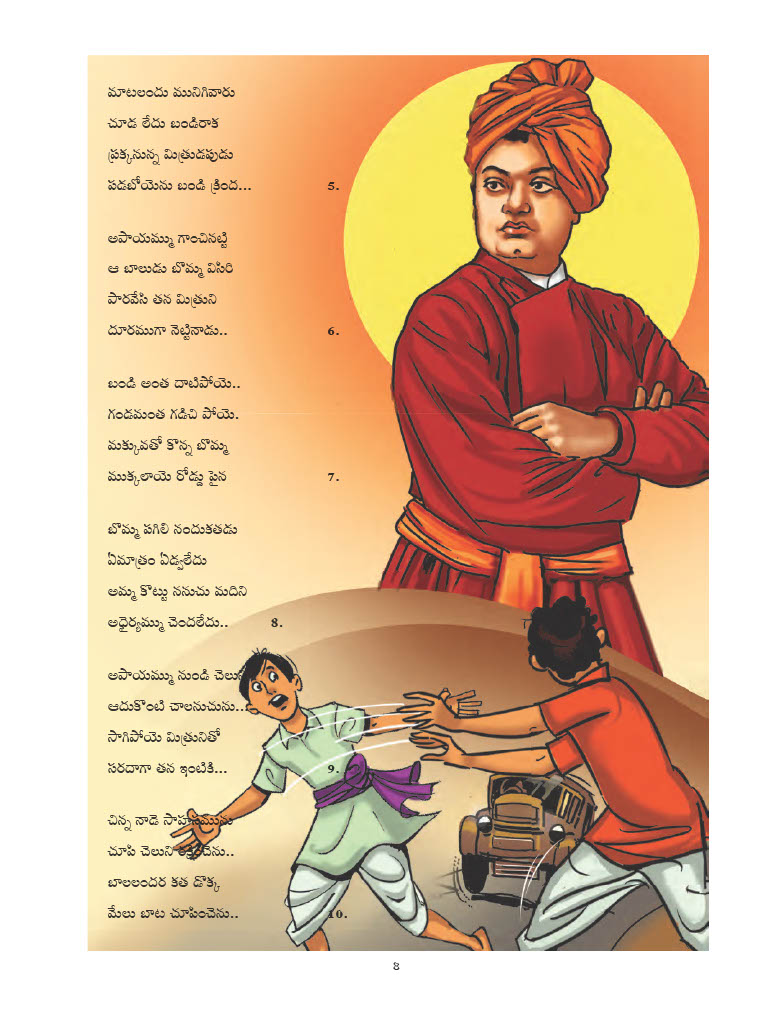 మాటలందు మునిగివారు
చూడ లేదు బండిరాక
ప్రక్కనున్న మిత్రుడపుడు
పడబోయెను బండి క్రింద... 5.
అపాయమ్ము గాంచినట్టి
ఆ బాలుడు బొమ్మ విసిరి
పారవేసి తన మిత్రుని
దూరముగా నెట్టినాడు.. 6.
బండి అంత దాటిపోయె..
గండమంత గడిచి పోయె.
మక్కువతో కొన్న బొమ్మ
ముక్కలాయె రోడ్డు పైన 7.
బొమ్మ పగిలి నందుకతడు
ఏమాత్రం ఏడ్వలేదు
అమ్మ కొట్టు ననుచు మదిని
అధైర్యమ్ము చెందలేదు.. 8.
అపాయమ్ము నుండి
ఆదుకొంటి చాలనుచును..
సాగిపోయె మిత్రునితో
సరదాగా తన ఇంటికి... 9.
చిన్న నాడె సాహసమును
చూపి చెలుని రక్షించెను..
బాలలందర కత డొక్క
మేలు బాట చూపించెను.. 10.